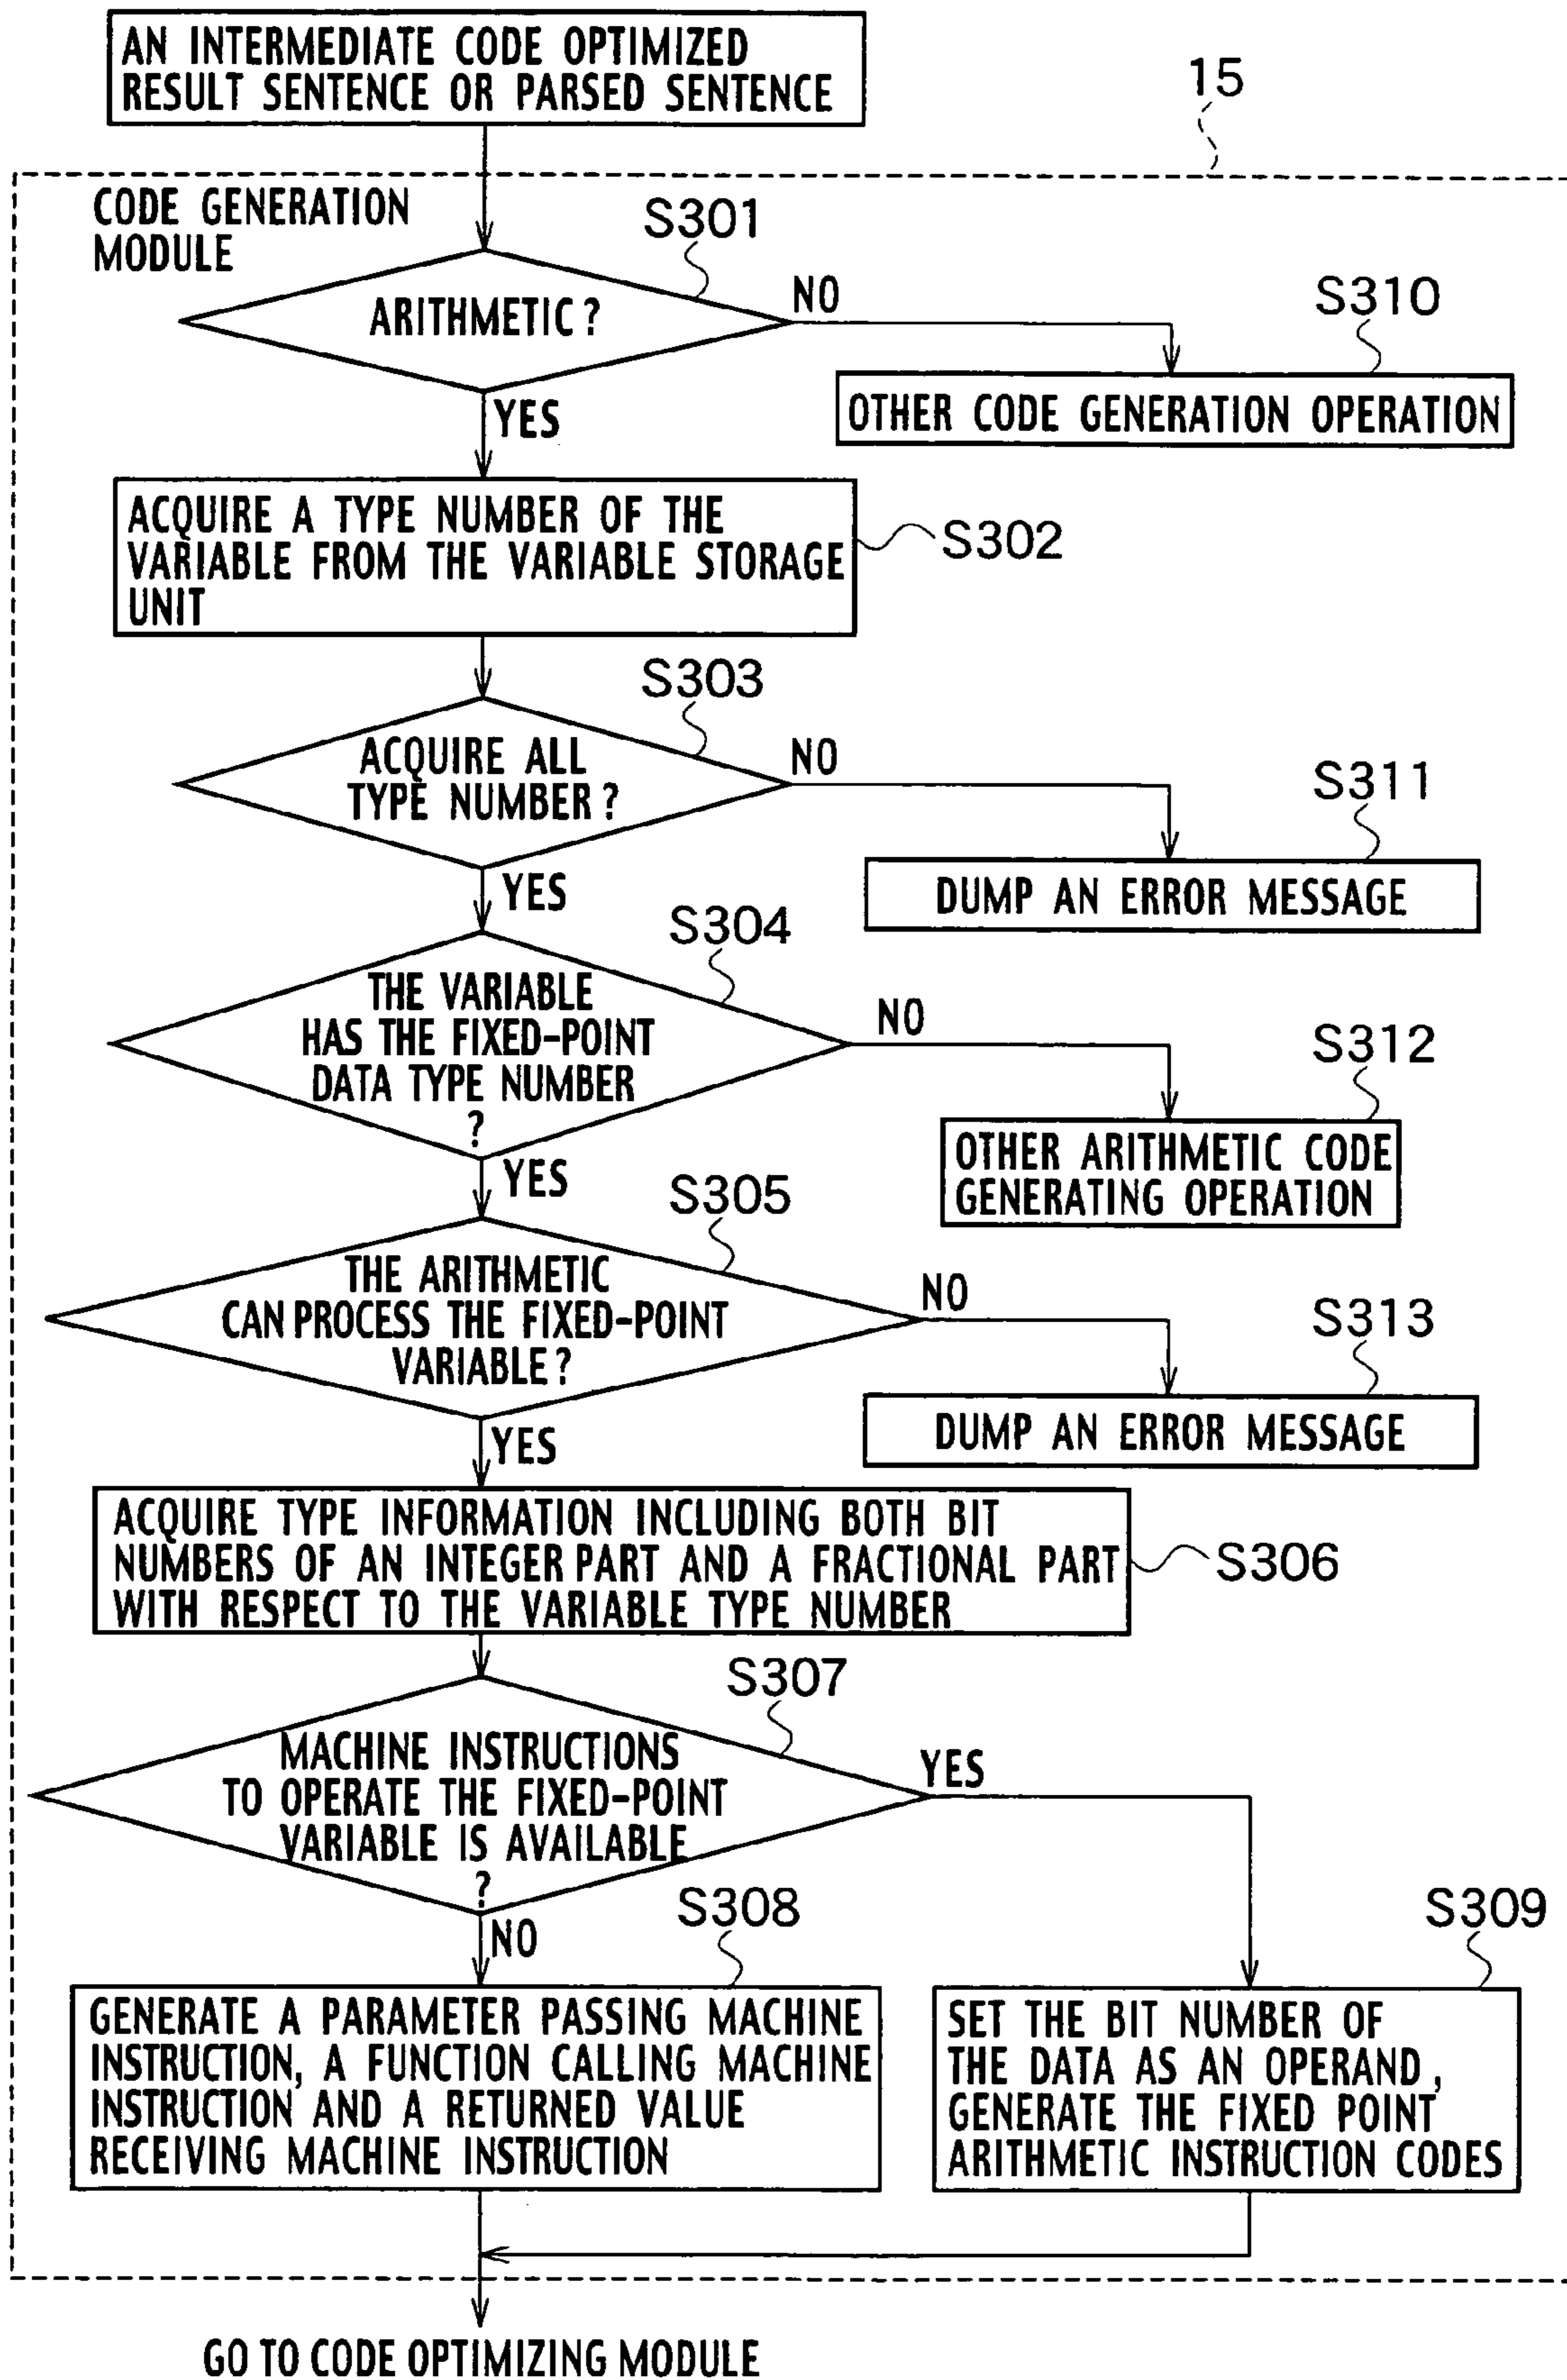 AN INTERMEDIATE CODE OPTIMIZED
RESULT SENTENCE OR PARSED SENTENCE
15
CODE GENERATION
MODULE
S301
ARITHMETIC?
NO
S310
OTHER CODE GENERATION OPERATION
YES
ACQUIRE A TYPE NUMBER OF THE
VARIABLE FROM THE VARIABLE STORAGE
UNIT
S302
S303
ACQUIRE ALL
TYPE NUMBER?
NO
S311
DUMP AN ERROR MESSAGE
YES
S304
THE VARIABLE
HAS THE FIXED-POINT
DATA TYPE NUMBER
?
NO
S312
OTHER ARITHMETIC CODE
GENERATING OPERATION
YES
S305
THE ARITHMETIC
CAN PROCESS THE FIXED-POINT
VARIABLE?
NO
S313
DUMP AN ERROR MESSAGE
YES
ACQUIRE TYPE INFORMATION INCLUDING BOTH BIT
NUMBERS OF AN INTEGER PART AND A FRACTIONAL PART
WITH RESPECT TO THE VARIABLE TYPE NUMBER
S306
S307
MACHINE INSTRUCTIONS
TO OPERATE THE FIXED-POINT
VARIABLE IS AVAILABLE
?
YES
NO
S308
GENERATE A PARAMETER PASSING MACHINE
INSTRUCTION, A FUNCTION CALLING MACHINE
INSTRUCTION AND A RETURNED VALUE
RECEIVING MACHINE INSTRUCTION
S309
SET THE BIT NUMBER OF
THE DATA AS AN OPERAND,
GENERATE THE FIXED POINT
ARITHMETIC INSTRUCTION CODES
GO TO CODE OPTIMIZING MODULE